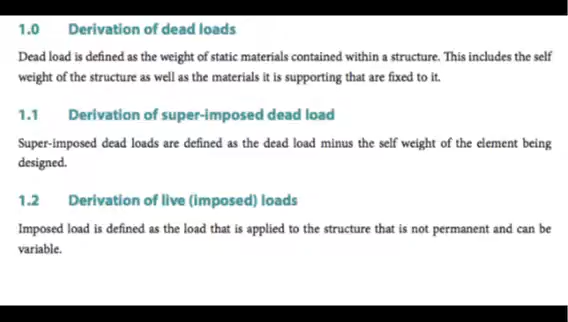 1.0 Derivation of dead loads
Dead load is defined as the weight of static materials contained within a structure. This includes the self
weight of the structure as well as the materials it is supporting that are fixed to it.
1.1 Derivation of super-imposed dead load
Super-imposed dead loads are defined as the dead load minus the self weight of the element being
designed.
1.2 Derivation of live (imposed) loads
Imposed load is defined as the load that is applied to the structure that is not permanent and can be
variable.